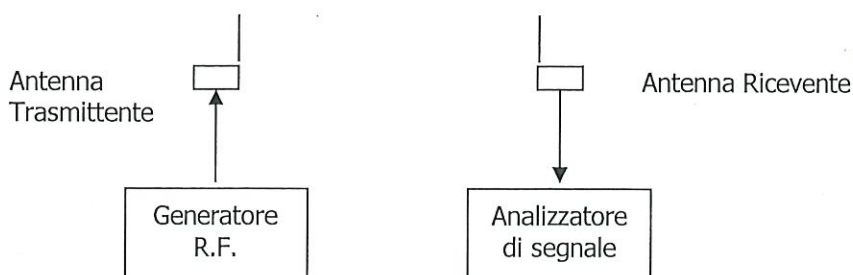 Antenna
Trasmittente
Antenna Ricevente
Generatore
R.F.
Analizzatore
di segnale